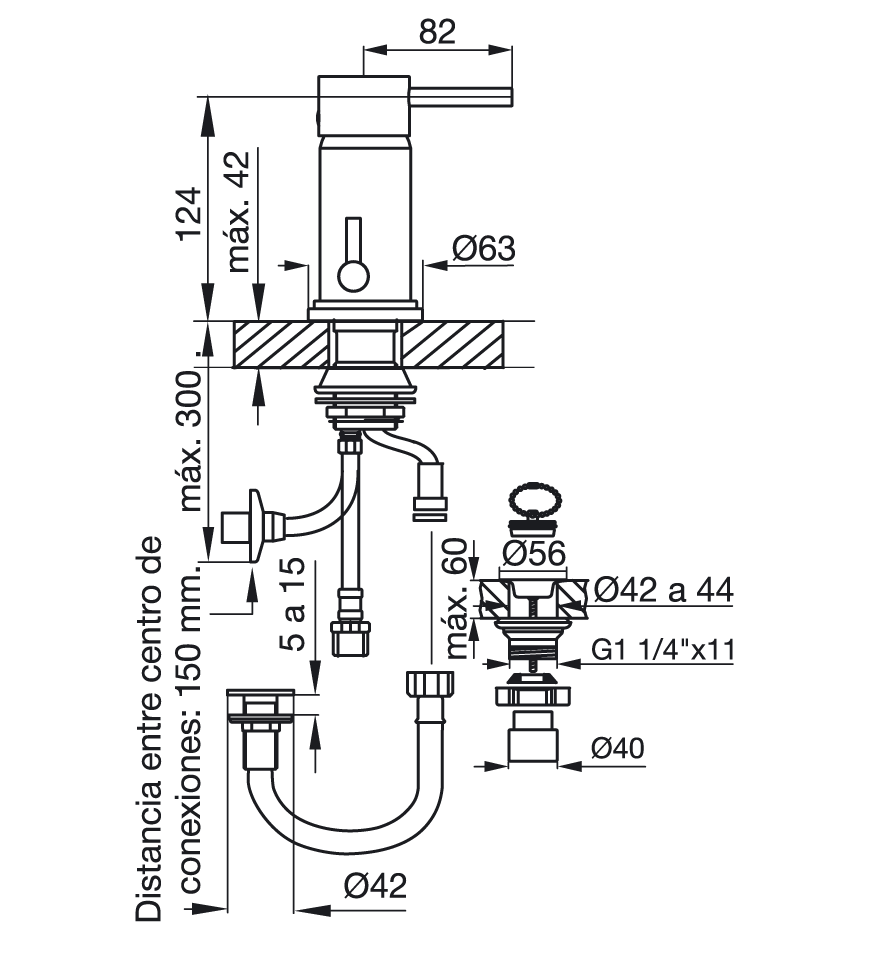 82
124
máx. 42
Ø63
máx. 300
Distancia entre centro de
conexiones: 150 mm.
5 a 15
máx. 60
Ø56
Ø42 a 44
G1 1/4"x11
Ø40
Ø42